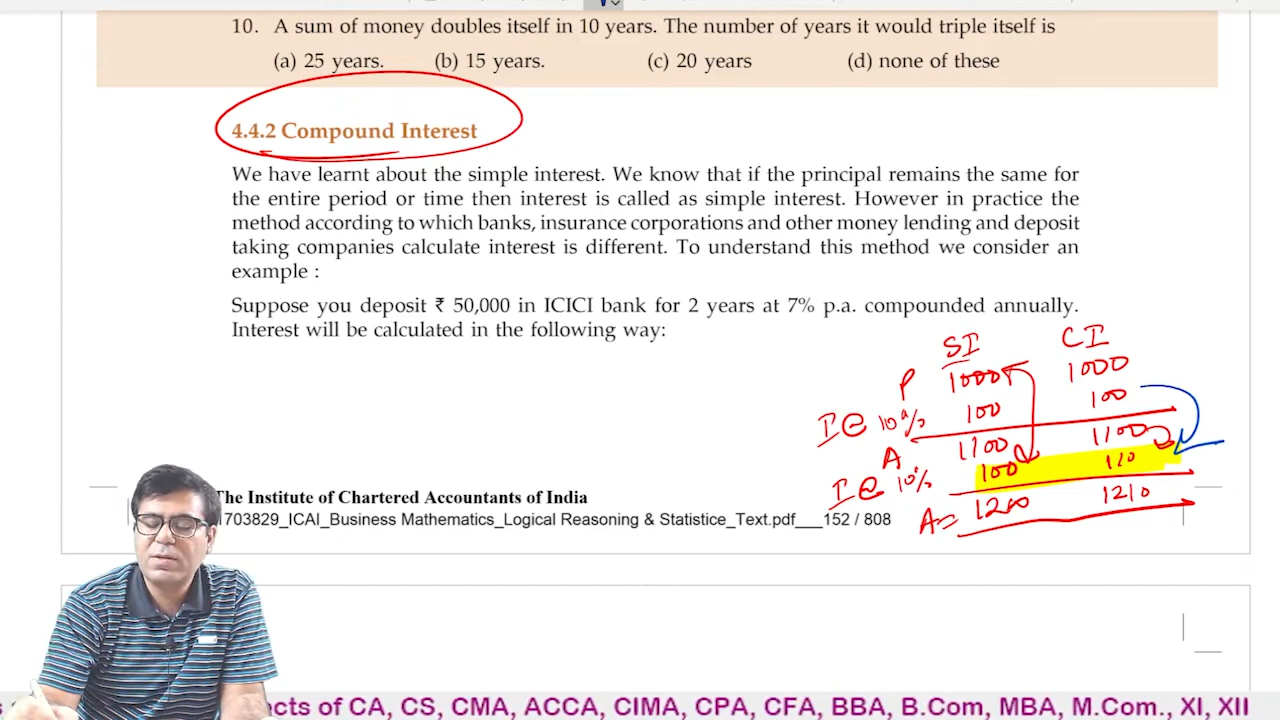 10. A sum of money doubles itself in 10 years. The number of years it would triple itself is
(a) 25 years. (b) 15 years. (c) 20 years (d) none of these
4.4.2 Compound Interest
We have learnt about the simple interest. We know that if the principal remains the same for
the entire period or time then interest is called as simple interest. However in practice the
method according to which banks, insurance corporations and other money lending and deposit
taking companies calculate interest is different. To understand this method we consider an
example :
Suppose you deposit ₹ 50,000 in ICICI bank for 2 years at 7% p.a. compounded annually.
Interest will be calculated in the following way:
SI CI
P 1000 1000
I@ 10% 100 100
A 1100 1100
I@ 10% 100 110
A= 1200 1210
The Institute of Chartered Accountants of India
703829_ICAI_Business Mathematics_Logical Reasoning & Statistice_Text.pdf___152 / 808
ects of CA, CS, CMA, ACCA, CIMA, CPA, CFA, BBA, B.Com, MBA, M.Com., XI, XII